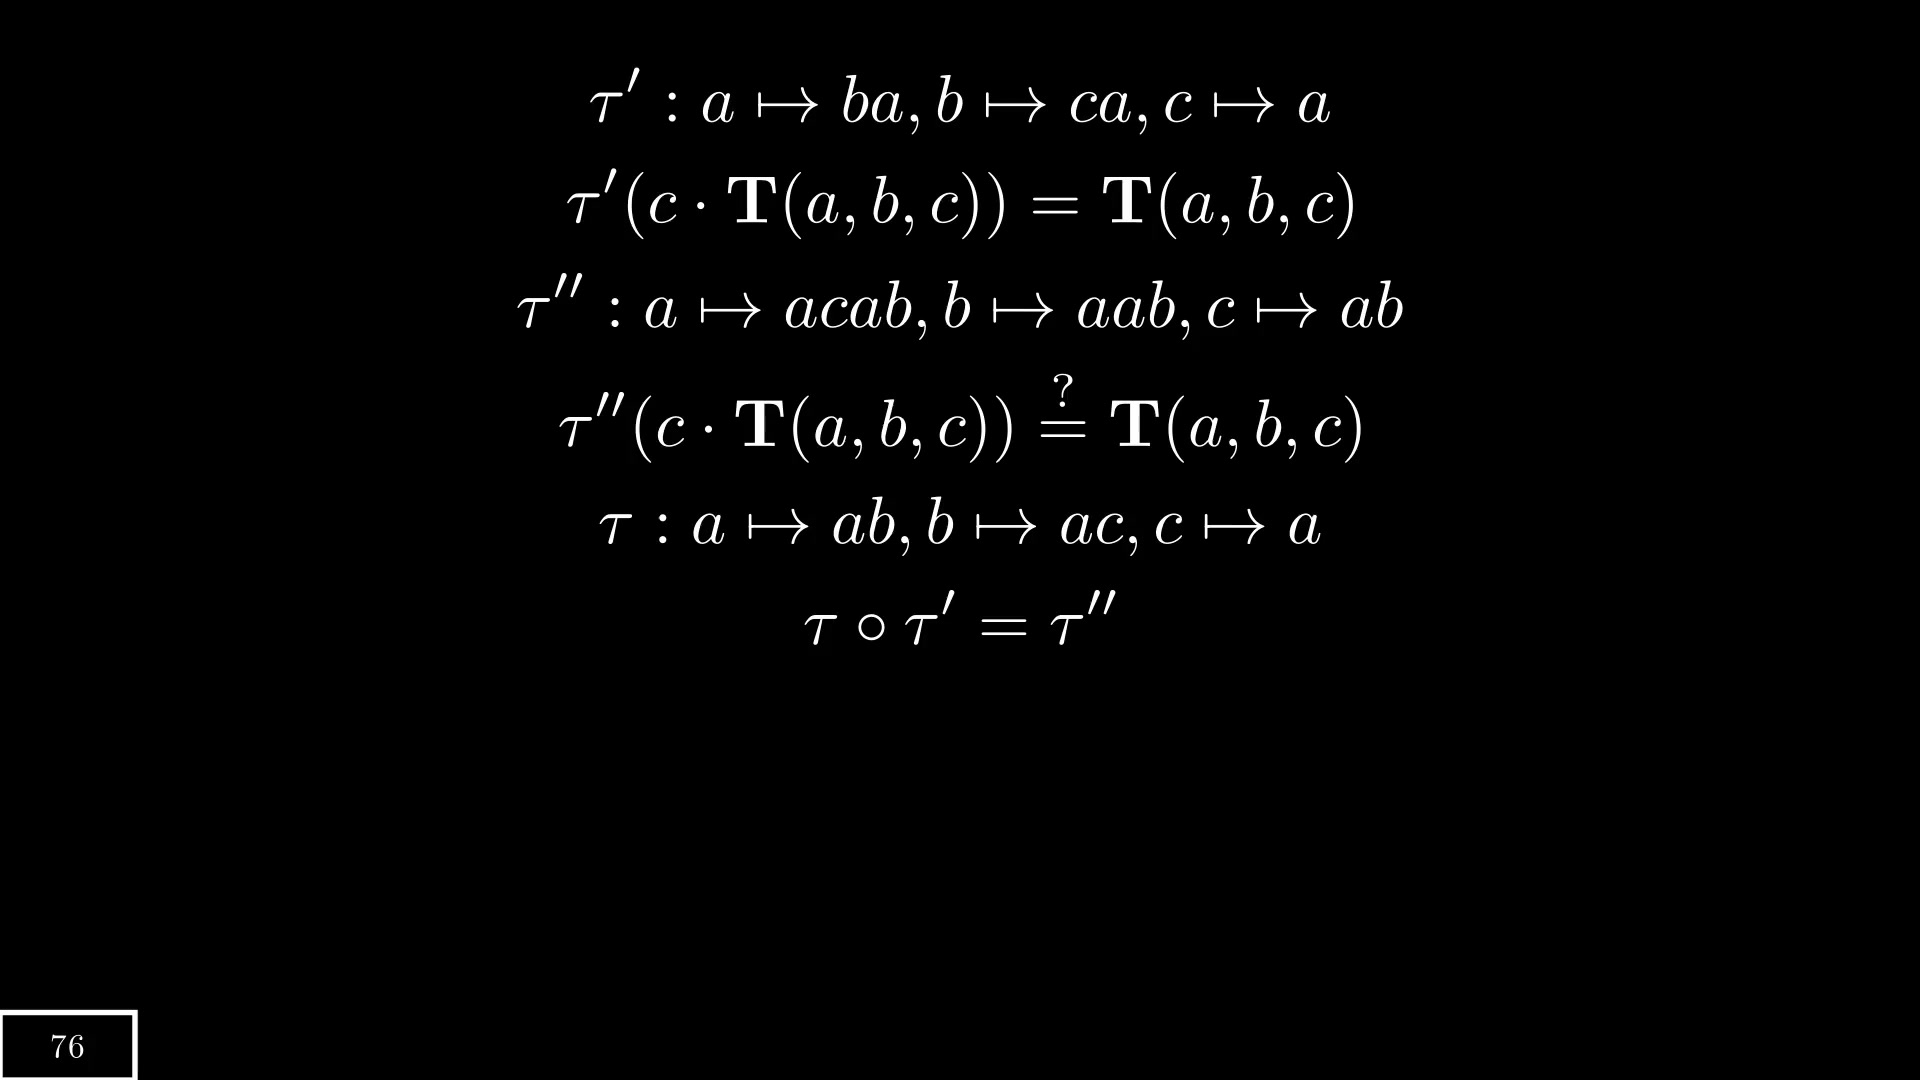 τ′ : a ↦ ba, b ↦ ca, c ↦ a
τ′(c · T(a, b, c)) = T(a, b, c)
τ″ : a ↦ acab, b ↦ aab, c ↦ ab
τ″(c · T(a, b, c)) ≟ T(a, b, c)
τ : a ↦ ab, b ↦ ac, c ↦ a
τ ∘ τ′ = τ″
76